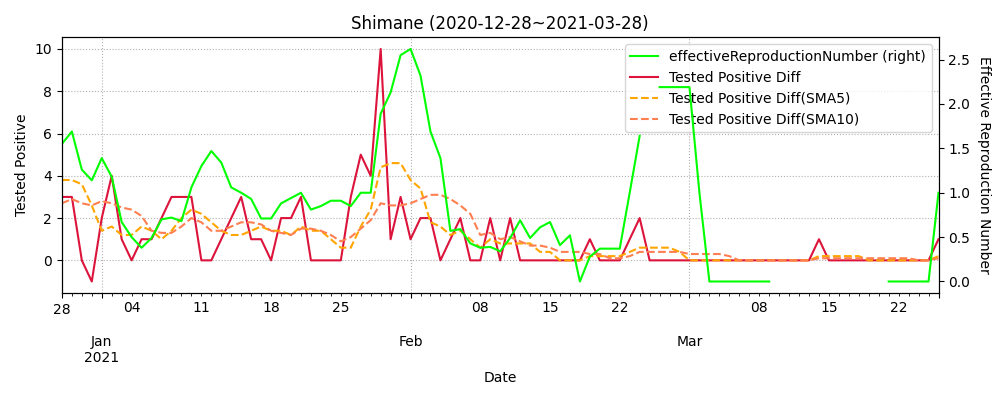 Shimane (2020-12-28~2021-03-28)
effectiveReproductionNumber (right)
Tested Positive Diff
Tested Positive Diff(SMA5)
Tested Positive Diff(SMA10)
Tested Positive
10
8
6
4
2
0
Effective Reproduction Number
2.5
2.0
1.5
1.0
0.5
0.0
28 04 11 18 25 08 15 22 08 15 22
Jan Feb Mar
2021
Date